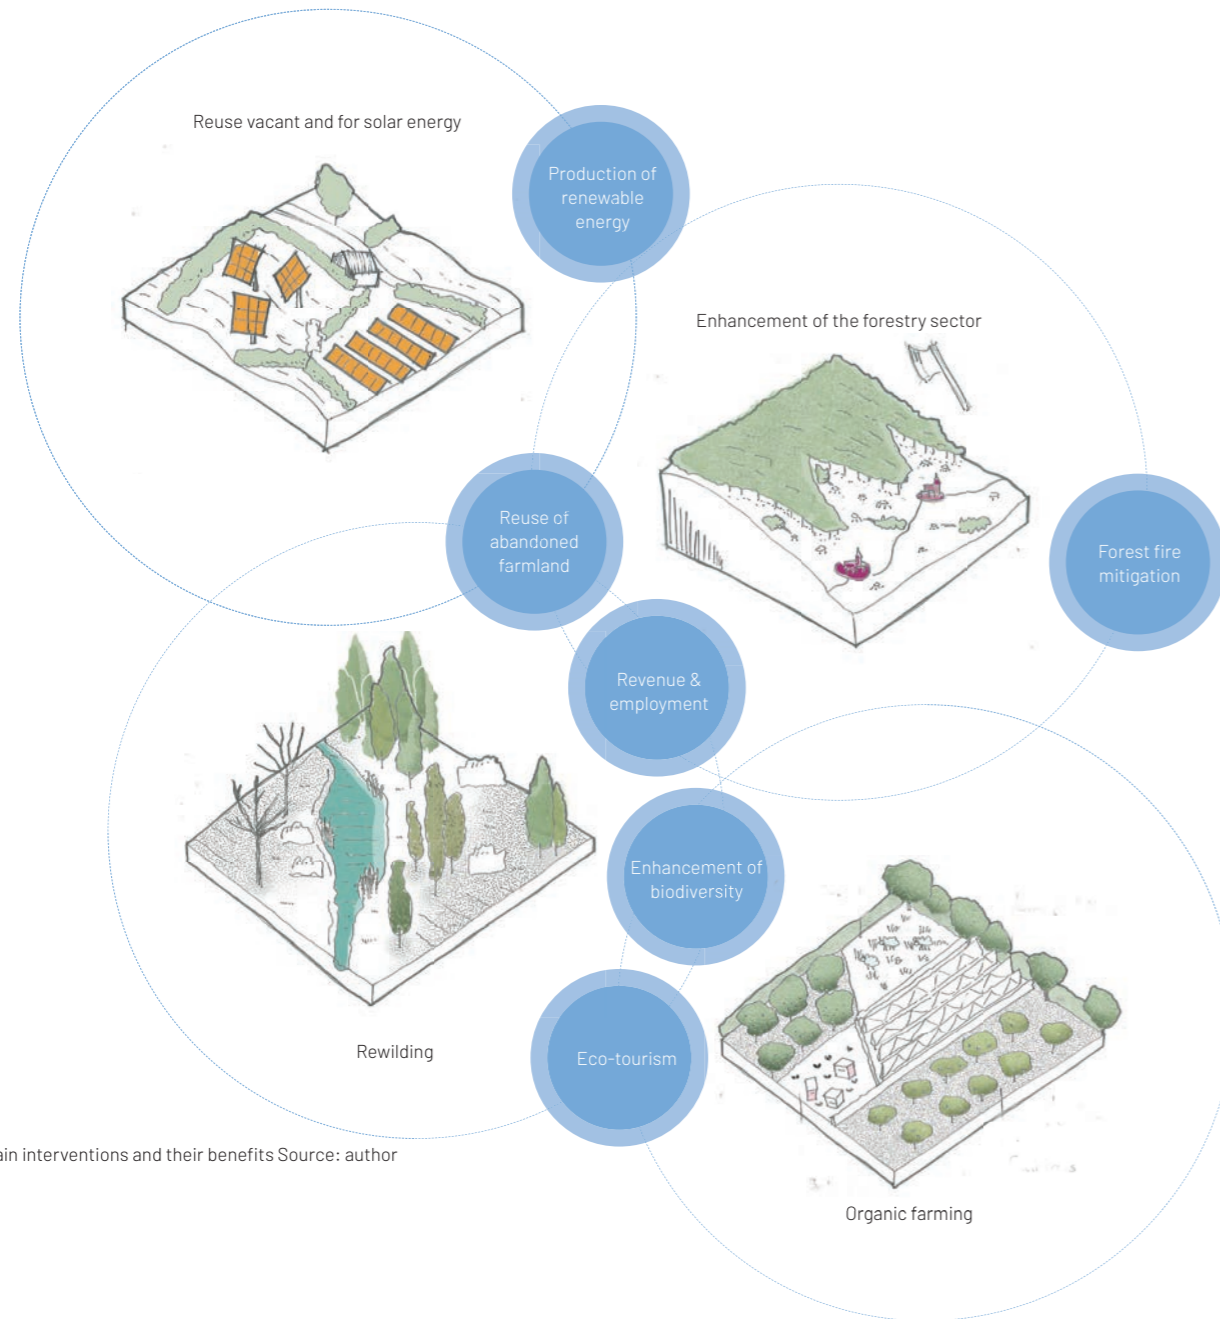 Reuse vacant and for solar energy
Production of
renewable
energy
Enhancement of the forestry sector
Reuse of
abandoned
farmland
Forest fire
mitigation
Revenue &
employment
Enhancement of
biodiversity
Rewilding
Eco-tourism
interventions and their benefits Source: author
Organic farming